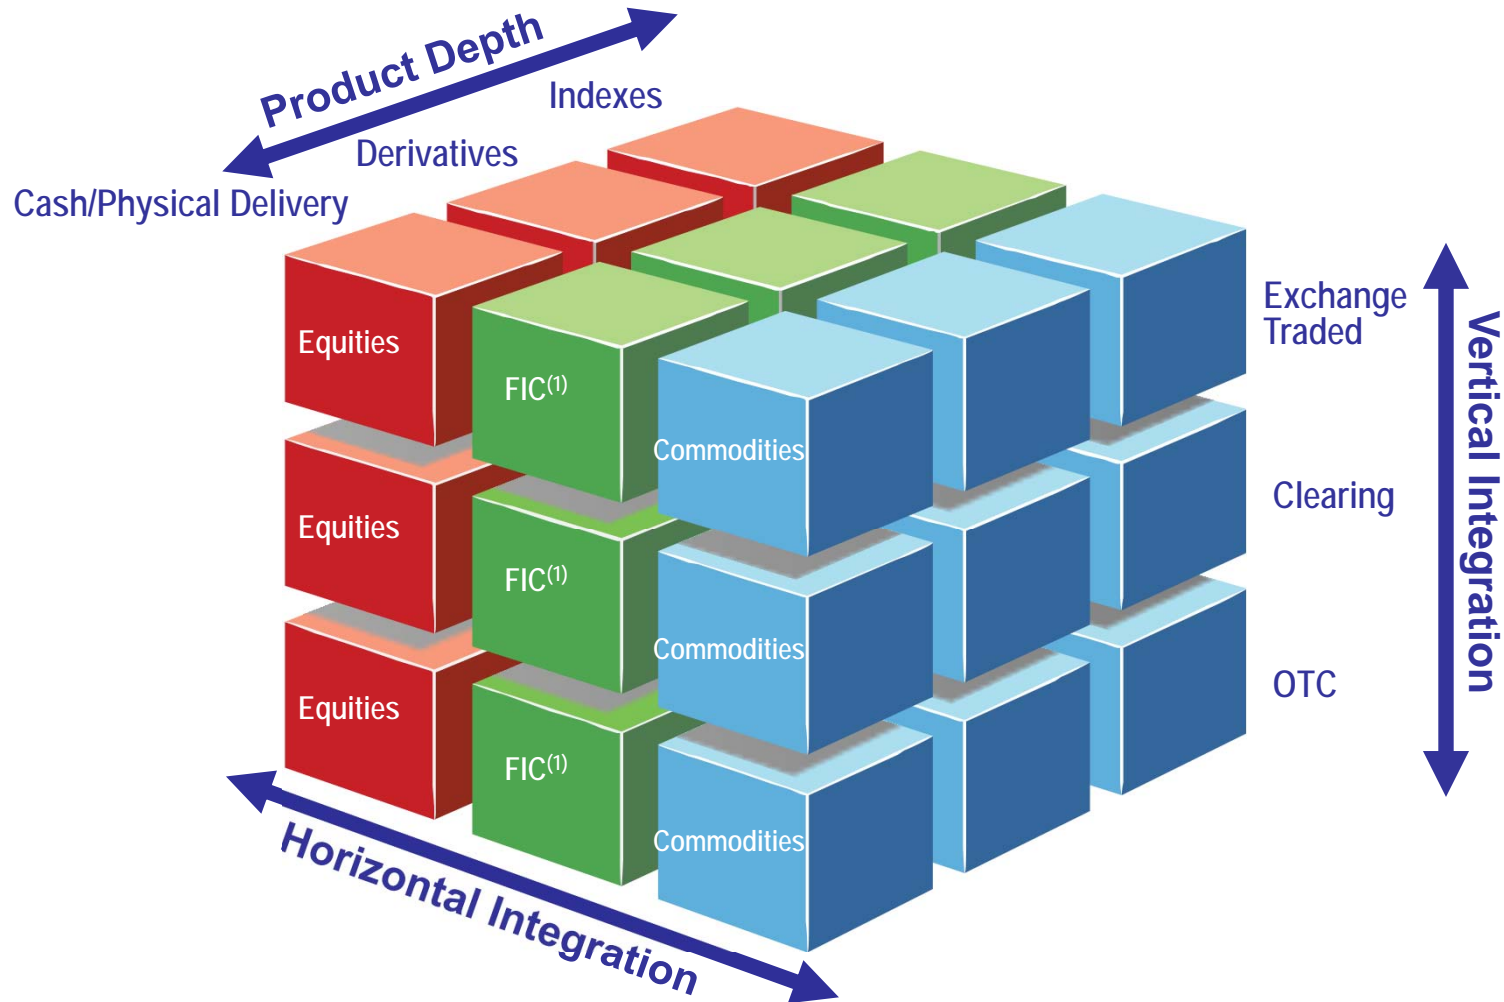 Product Depth
Indexes
Derivatives
Cash/Physical Delivery
Equities
FIC(1)
Commodities
Exchange
Traded
Equities
FIC(1)
Commodities
Clearing
Equities
FIC(1)
Commodities
OTC
Vertical Integration
Horizontal Integration